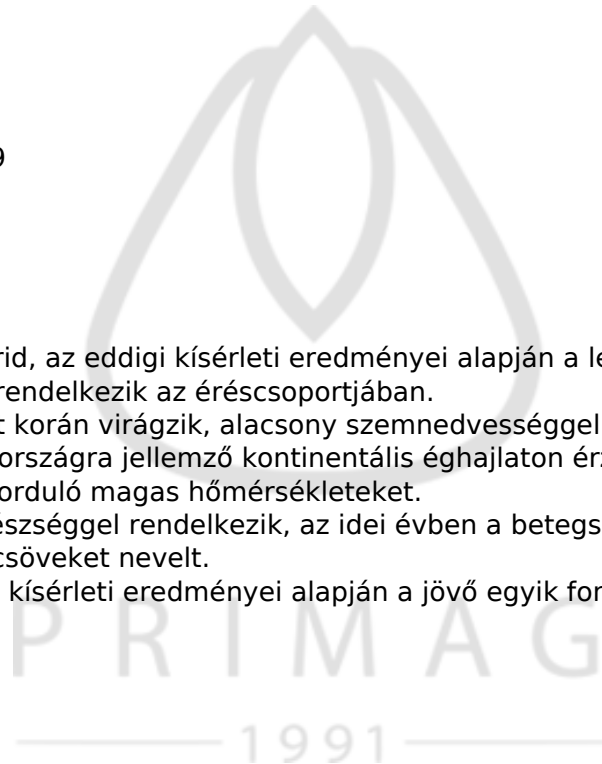 9
rid, az eddigi kísérleti eredményei alapján a le
rendelkezik az éréscsoportjában.
t korán virágzik, alacsony szemnedvességgel
országra jellemző kontinentális éghajlaton érz
orduló magas hőmérsékleteket.
észséggel rendelkezik, az idei évben a betegs
csöveket nevelt.
kísérleti eredményei alapján a jövő egyik for
PRIMAG
1991